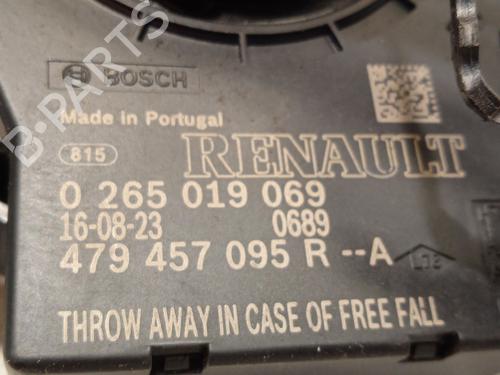 BOSCH
Made in Portugal
815
RENAULT
0 265 019 069
16-08-23 0689
479 457 095 R --A
THROW AWAY IN CASE OF FREE FALL
B-PARTS